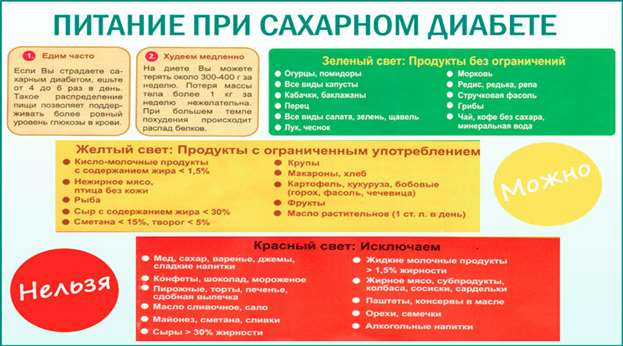 ПИТАНИЕ ПРИ САХАРНОМ ДИАБЕТЕ
1. Едим часто
Если Вы страдаете са-
харным диабетом, ешьте
от 4 до 6 раз в день.
Такое распределение
пищи позволяет поддер-
живать более ровный
уровень глюкозы в крови.
2. Худеем медленно
На диете Вы можете
терять около 300-400 г за
неделю. Потеря массы
тела более 1 кг за
неделю нежелательна.
При большем темпе
похудения происходит
распад белков.
Зеленый свет: Продукты без ограничений
• Огурцы, помидоры
• Все виды капусты
• Кабачки, баклажаны
• Перец
• Все виды салата, зелень, щавель
• Лук, чеснок
• Морковь
• Редис, редька, репа
• Стручковая фасоль
• Грибы
• Чай, кофе без сахара,
минеральная вода
Желтый свет: Продукты с ограниченным употреблением
• Кисло-молочные продукты
с содержанием жира < 1,5%
• Нежирное мясо,
птица без кожи
• Рыба
• Сыр с содержанием жира < 30%
• Сметана < 15%, творог < 5%
• Крупы
• Макароны, хлеб
• Картофель, кукуруза, бобовые
(горох, фасоль, чечевица)
• Фрукты
• Масло растительное (1 ст. л. в день)
Можно
Красный свет: Исключаем
• Мед, сахар, варенье, джемы,
сладкие напитки
• Конфеты, шоколад, мороженое
• Пирожные, торты, печенье,
сдобная выпечка
• Масло сливочное, сало
• Майонез, сметана, сливки
• Сыры > 30% жирности
• Жидкие молочные продукты
> 1,5% жирности
• Жирное мясо, субпродукты,
колбаса, сосиски, сардельки
• Паштеты, консервы в масле
• Орехи, семечки
• Алкогольные напитки
Нельзя